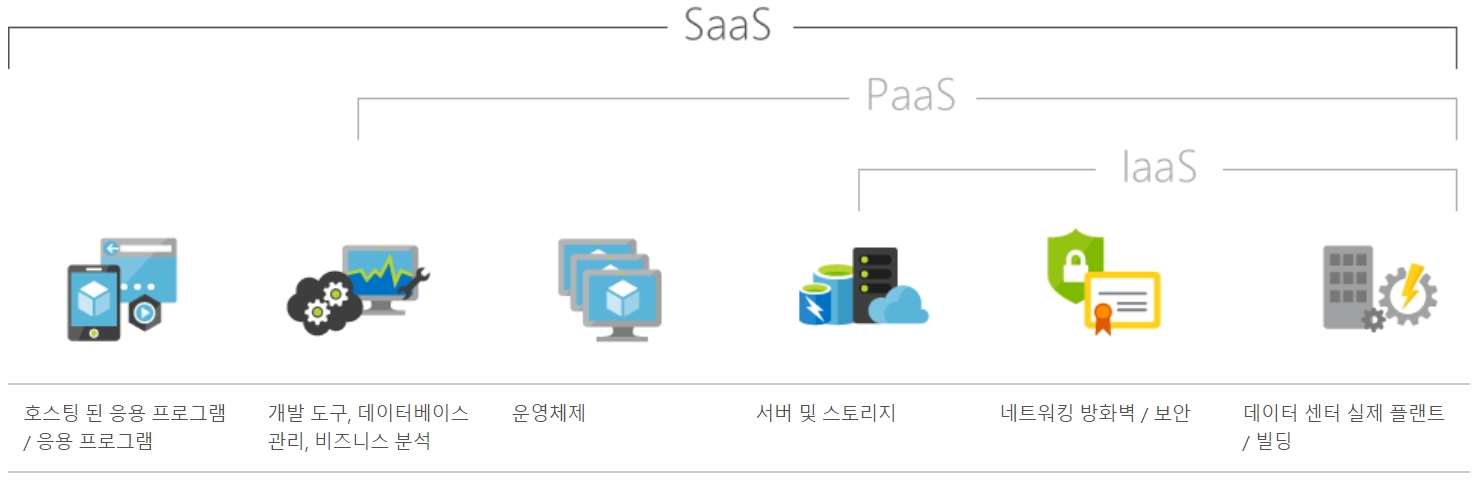 SaaS
PaaS
IaaS
호스팅 된 응용 프로그램
/ 응용 프로그램
개발 도구, 데이터베이스
관리, 비즈니스 분석
운영체제
서버 및 스토리지
네트워킹 방화벽 / 보안
데이터 센터 실제 플랜트
/ 빌딩